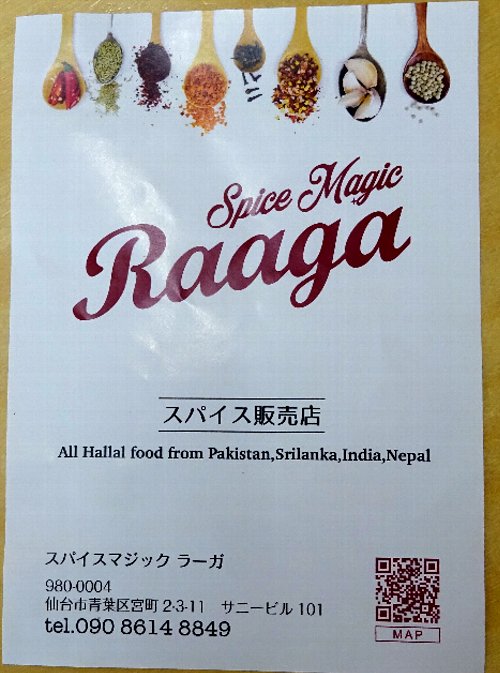 Spice Magic
Raaga
スパイス販売店
All Hallal food from Pakistan,Srilanka,India,Nepal
スパイスマジック ラーガ
980-0004
仙台市青葉区宮町 2-3-11 サニービル 101
tel.090 8614 8849
MAP